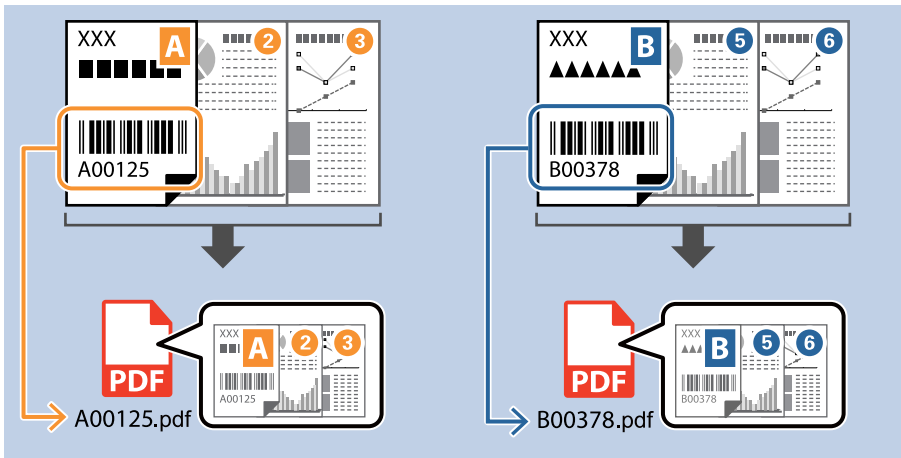 XXX
A
2
3
A00125
XXX
B
5
6
B00378
PDF
XXX
A
2
3
A00125
A00125.pdf
PDF
XXX
B
5
6
B00378
B00378.pdf